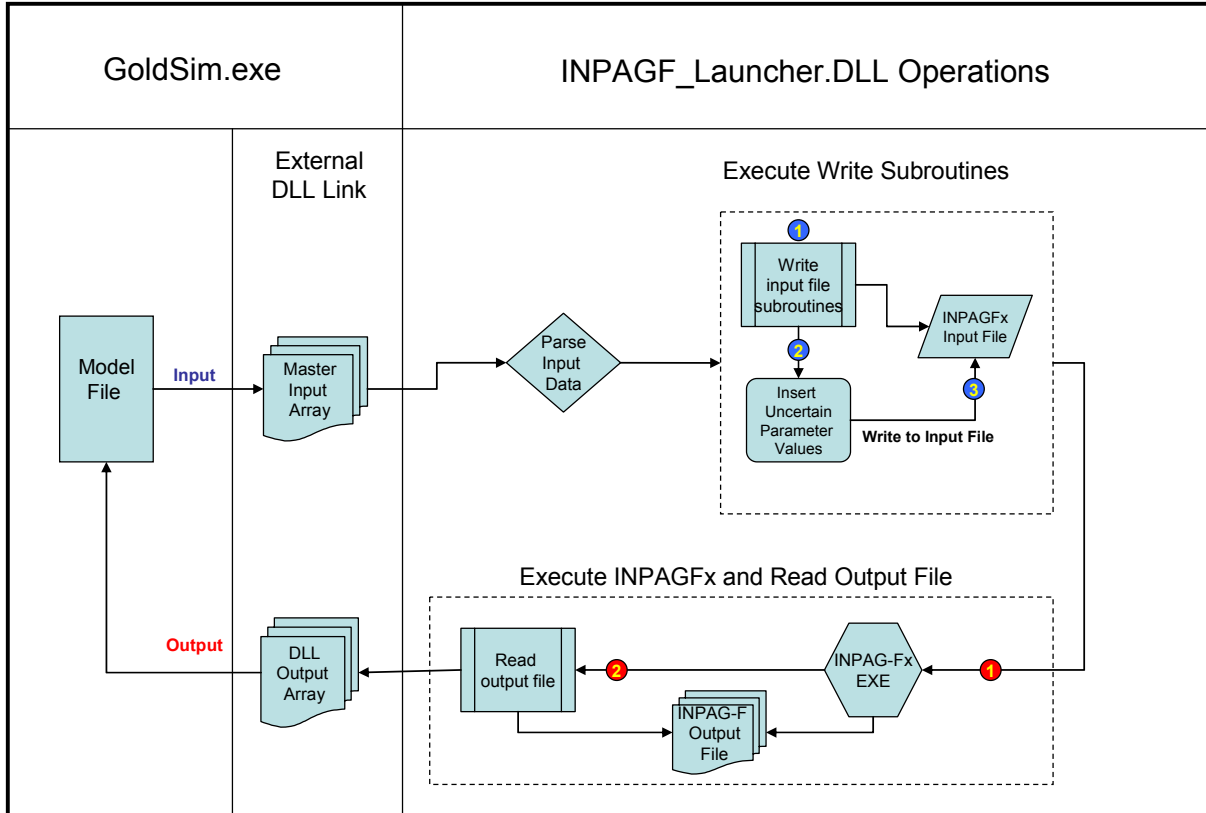 GoldSim.exe
INPAGF_Launcher.DLL Operations
External
DLL Link
Execute Write Subroutines
1
Write
input file
subroutines
INPAGFx
Input File
2
3
Insert
Uncertain
Parameter
Values
Write to Input File
Parse
Input
Data
Model
File
Input
Master
Input
Array
Execute INPAGFx and Read Output File
Output
DLL
Output
Array
Read
output file
2
INPAG-Fx
EXE
1
INPAG-F
Output
File